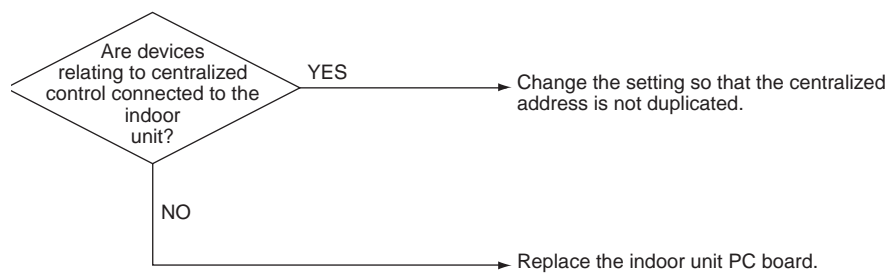 Are devices
relating to centralized
control connected to the
indoor
unit?
YES
Change the setting so that the centralized
address is not duplicated.
NO
Replace the indoor unit PC board.